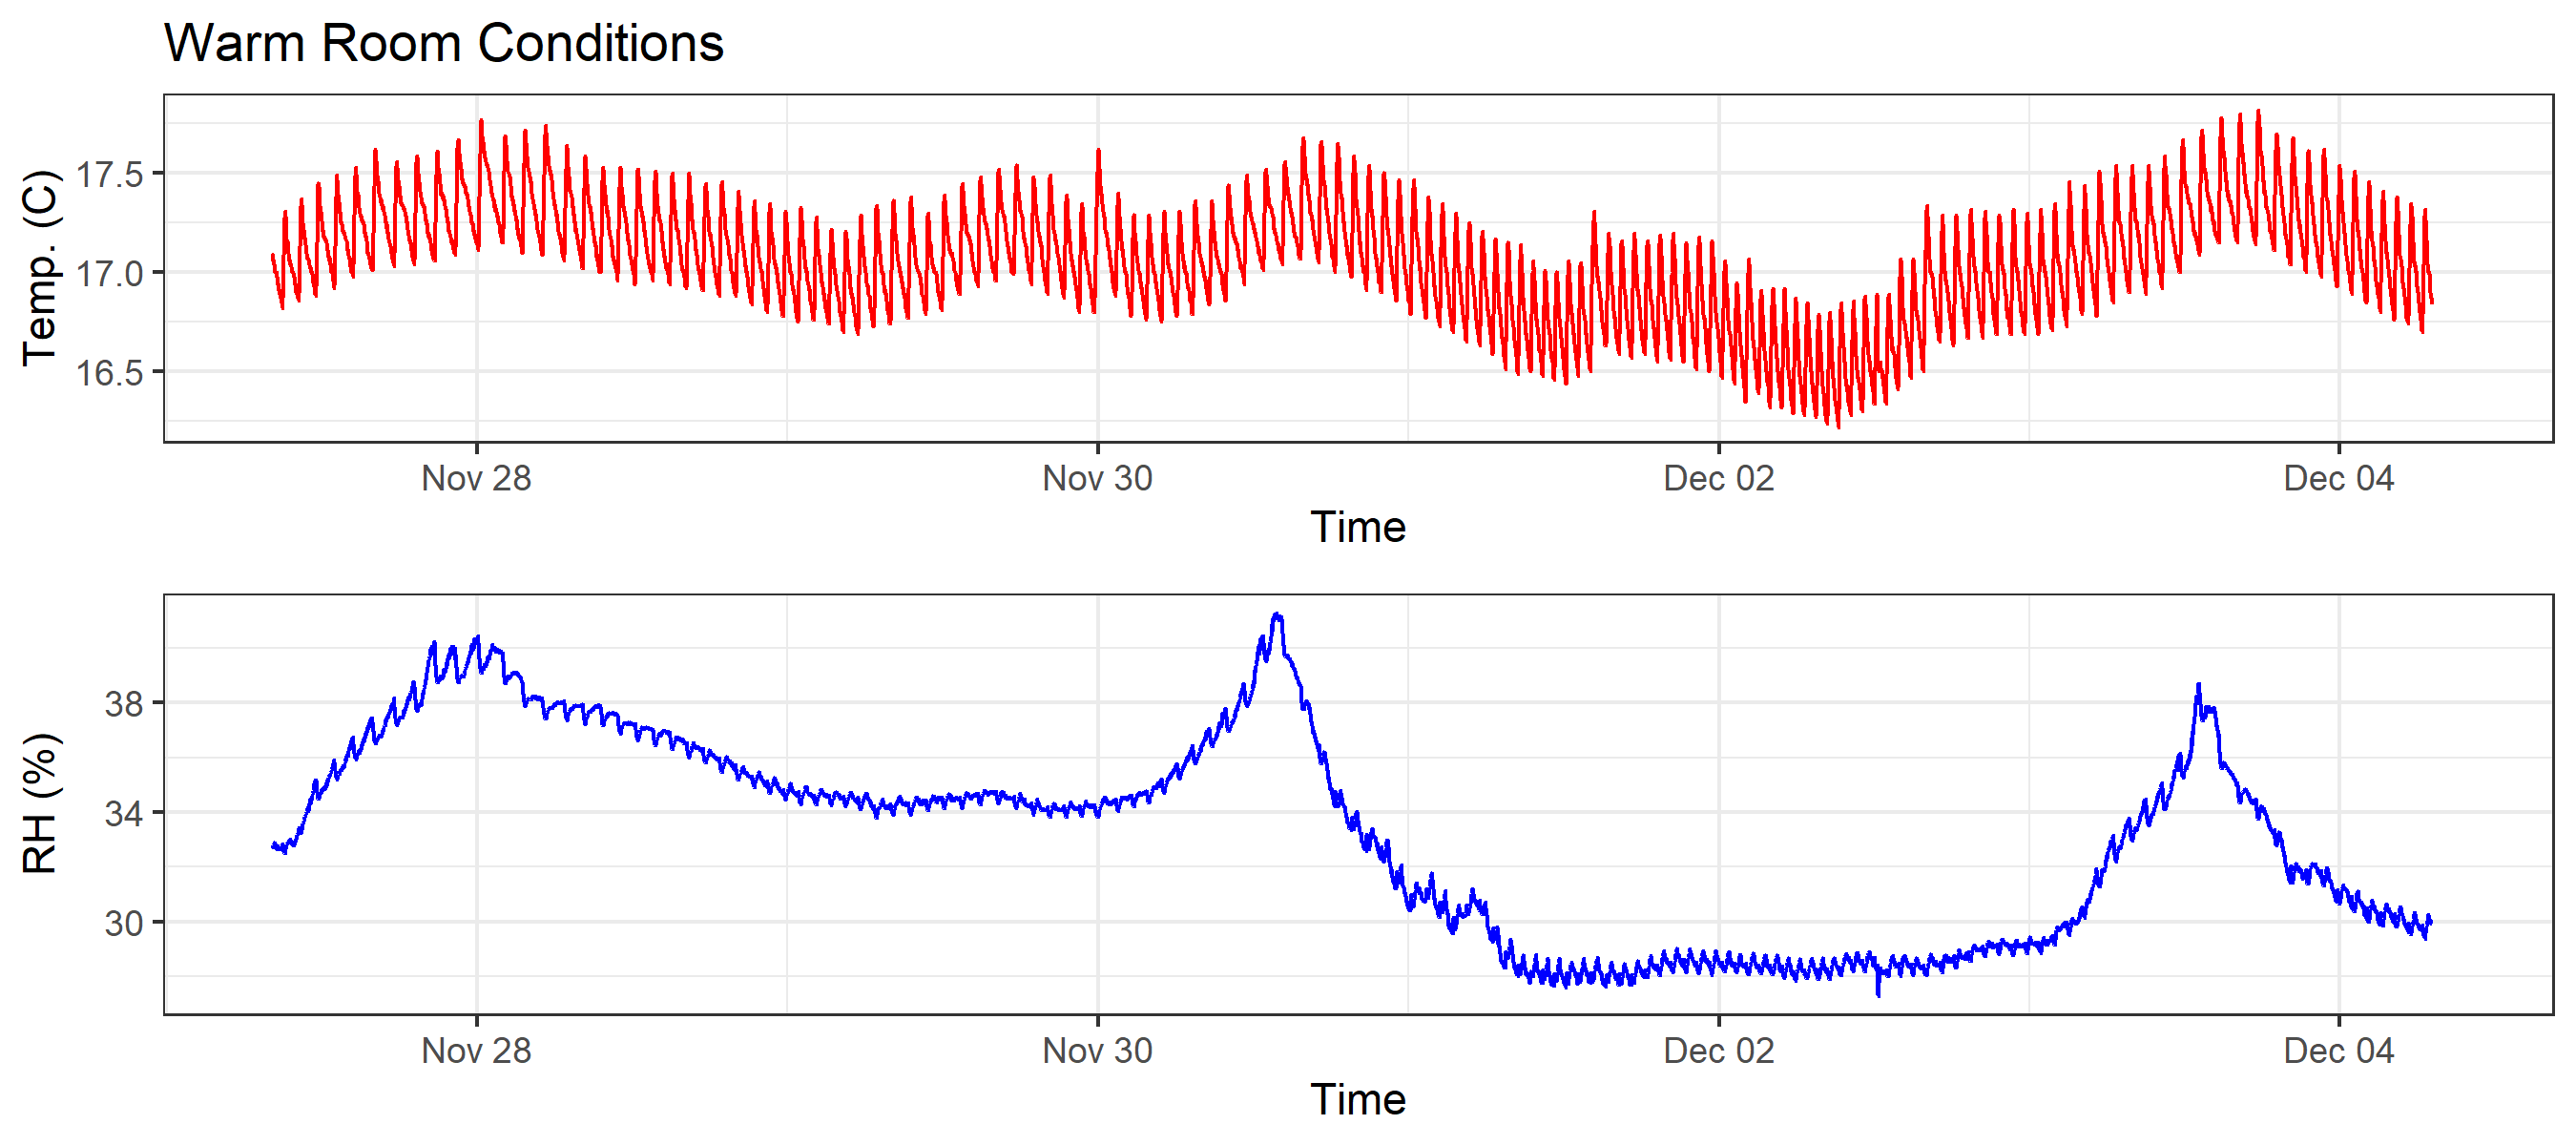 Warm Room Conditions
Temp. (C)
17.5
17.0
16.5
Nov 28 Nov 30 Dec 02 Dec 04
Time
RH (%)
38
34
30
Nov 28 Nov 30 Dec 02 Dec 04
Time